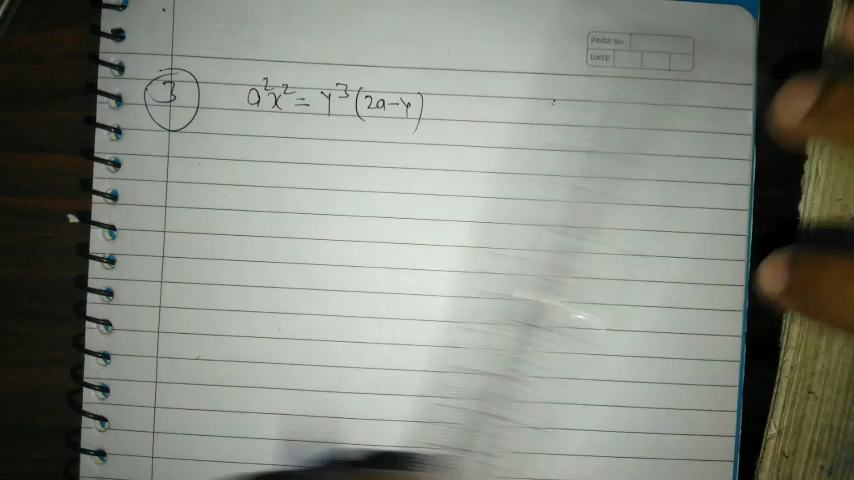 PAGE No
DATE
3 a²x² = y³(2a-y)